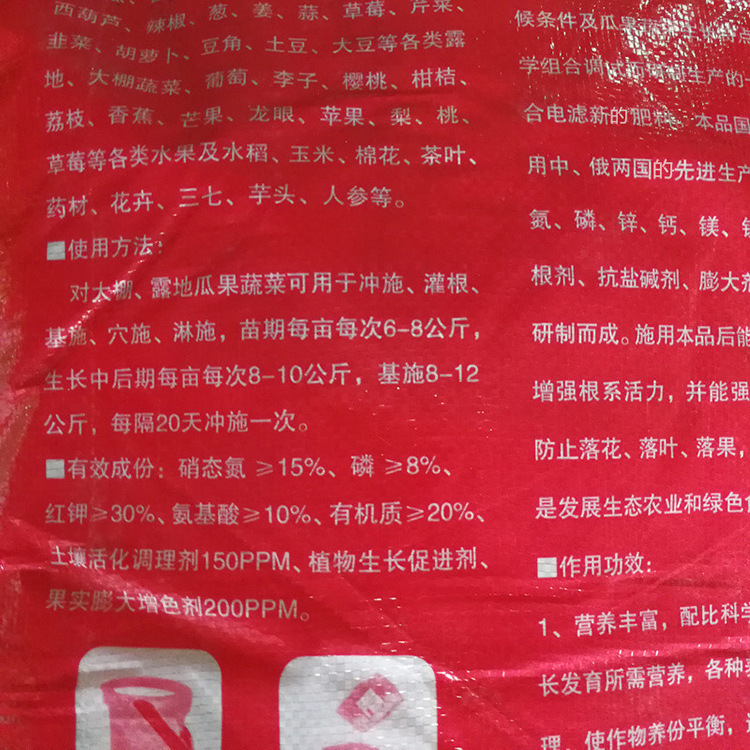 西葫芦、辣椒、葱、姜、蒜、草莓、芹菜、
韭菜、胡萝卜、豆角、土豆、大豆等各类露
地、大棚蔬菜、葡萄、李子、樱桃、柑桔、
荔枝、香蕉、芒果、龙眼、苹果、梨、桃、
草莓等各类水果及水稻、玉米、棉花、茶叶、
药材、花卉、三七、芋头、人参等。
使用方法:
对大棚、露地瓜果蔬菜可用于冲施、灌根、
基施、穴施、淋施，苗期每亩每次6-8公斤，
生长中后期每亩每次8-10公斤，基施8-12
公斤，每隔20天冲施一次。
有效成份: 硝态氮 ≥15%、磷 ≥8%、
红钾≥30%、氨基酸≥10%、有机质≥20%、
土壤活化调理剂150PPM、植物生长促进剂、
果实膨大增色剂200PPM。
候条件及瓜果蔬
学组合调试 生产的
合电滤新的肥料。本品国
用中、俄两国的先进生产
氮、磷、锌、钙、镁、
根剂、抗盐碱剂、膨大剂
研制而成。施用本品后能
增强根系活力，并能强
防止落花、落叶、落果，
是发展生态农业和绿色
作用功效:
1、营养丰富，配比科学
长发育所需营养，各种
理，使作物养份平衡，